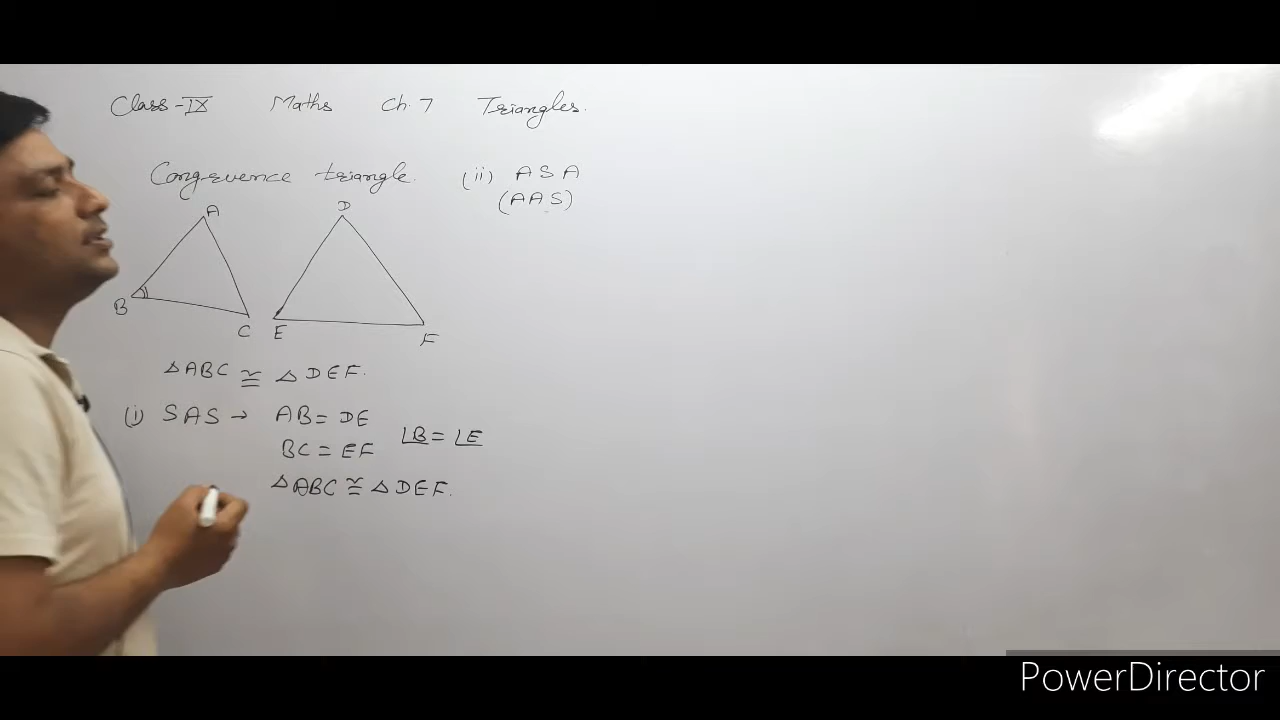 Class-IX Maths Ch. 7 Triangles.
Congruence triangle. (ii) ASA
(AAS)
A
D
B
C
E
F
△ABC ≅ △DEF.
(i) SAS → AB = DE
BC = EF ∠B = ∠E
△ABC ≅ △DEF.
PowerDirector